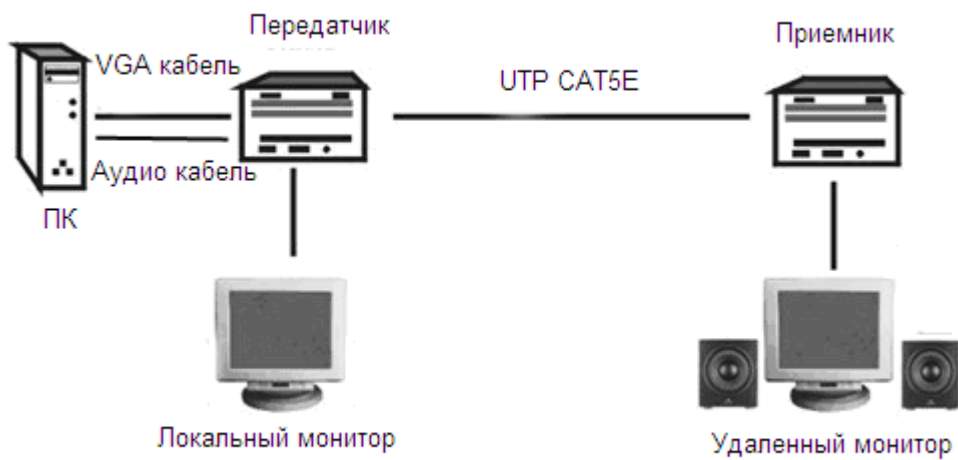 Передатчик
Приемник
VGA кабель
UTP CAT5E
Аудио кабель
ПК
Локальный монитор
Удаленный монитор